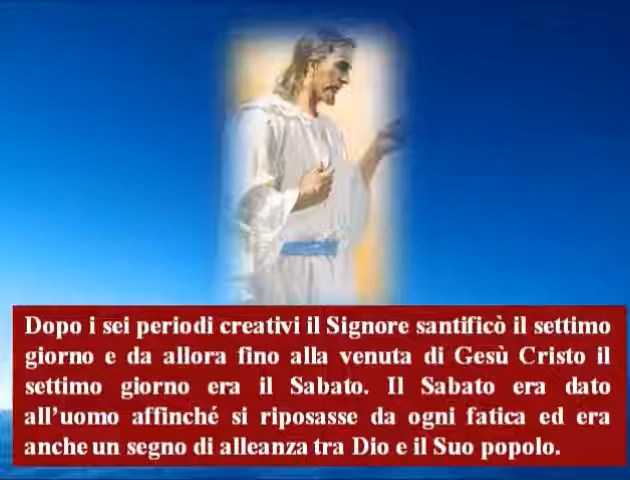 Dopo i sei periodi creativi il Signore santificò il settimo
giorno e da allora fino alla venuta di Gesù Cristo il
settimo giorno era il Sabato. Il Sabato era dato
all'uomo affinché si riposasse da ogni fatica ed era
anche un segno di alleanza tra Dio e il Suo popolo.